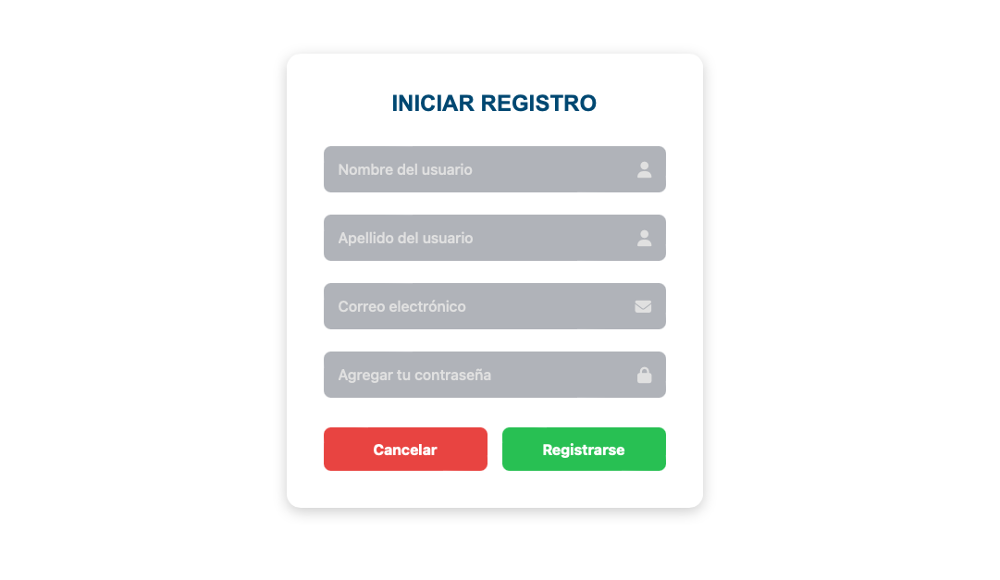 INICIAR REGISTRO
Nombre del usuario
Apellido del usuario
Correo electrónico
Agregar tu contraseña
Cancelar
Registrarse